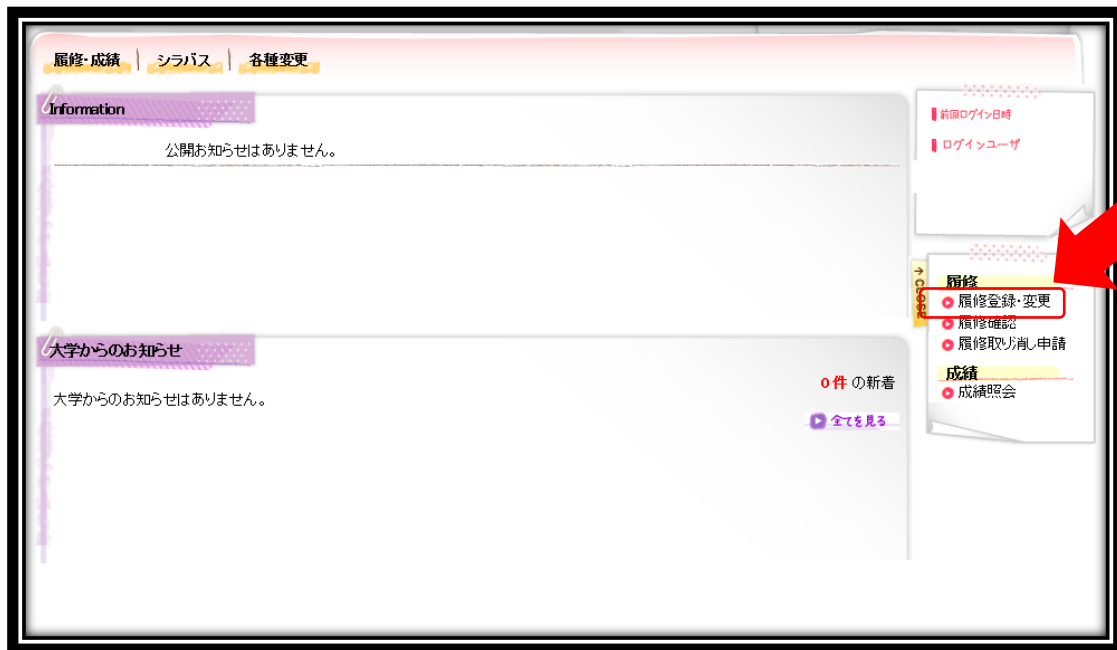 履修・成績 シラバス 各種変更
Information
公開お知らせはありません。
前回ログイン日時
ログインユーザ
→ CLOSE
履修
履修登録・変更
履修確認
履修取り消し申請
成績
成績照会
大学からのお知らせ
0件 の新着
大学からのお知らせはありません。
全てを見る